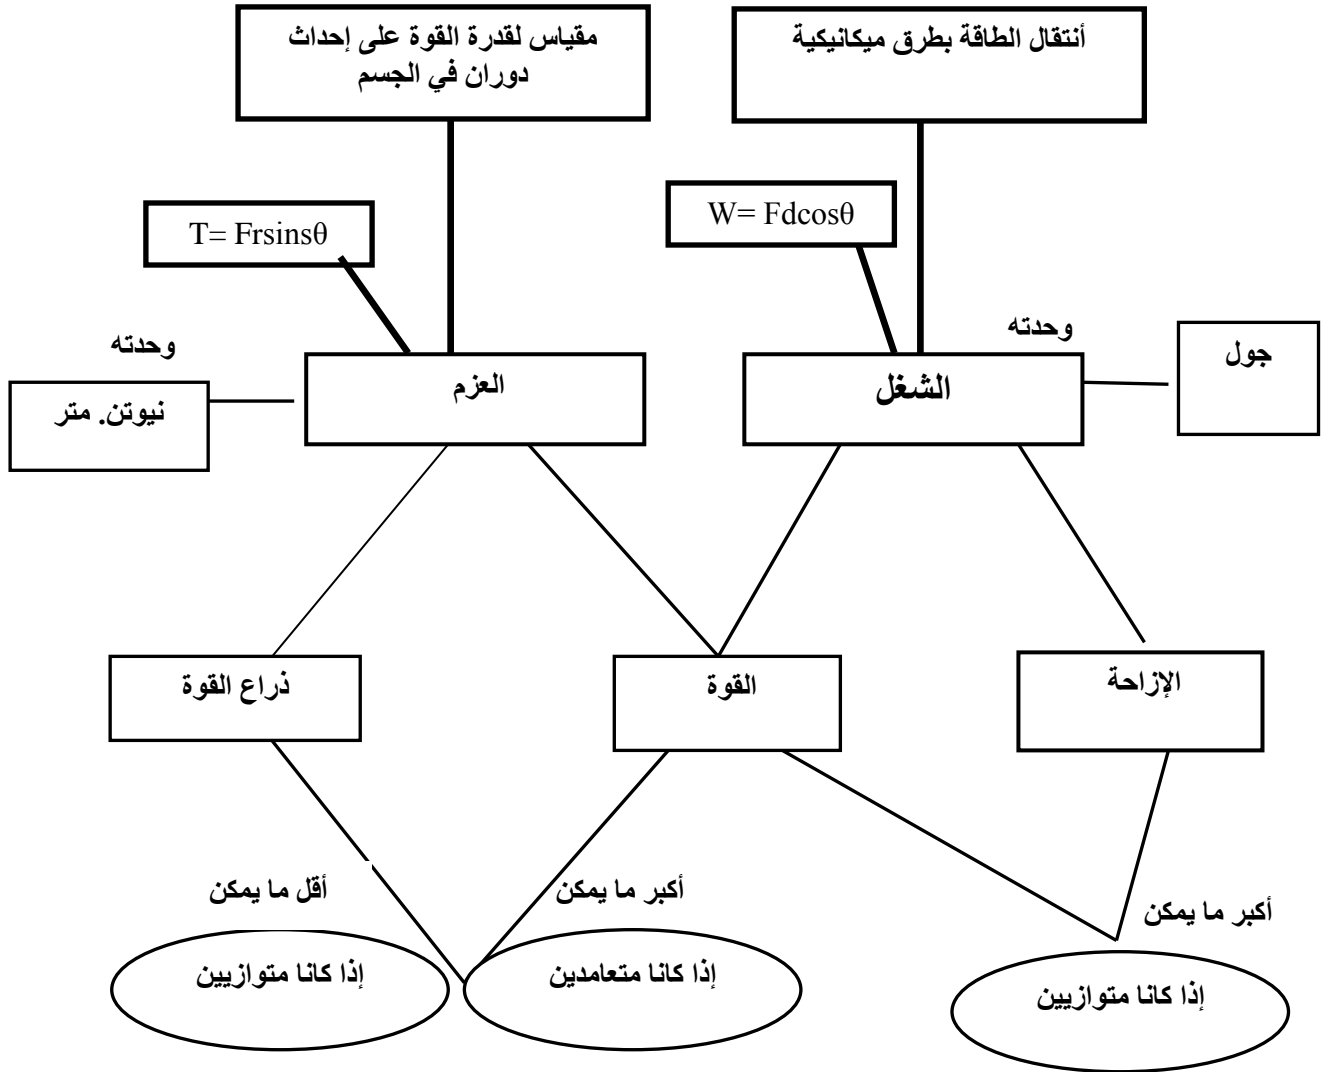 أنتقال الطاقة بطرق ميكانيكية
مقياس لقدرة القوة على إحداث
دوران في الجسم
W= Fdcosθ
T= Frsinsθ
وحدته
جول
وحدته
الشغل
العزم
نيوتن. متر
الإزاحة
القوة
ذراع القوة
أكبر ما يمكن
أكبر ما يمكن
أقل ما يمكن
إذا كانا متوازيين
إذا كانا متعامدين
إذا كانا متوازيين